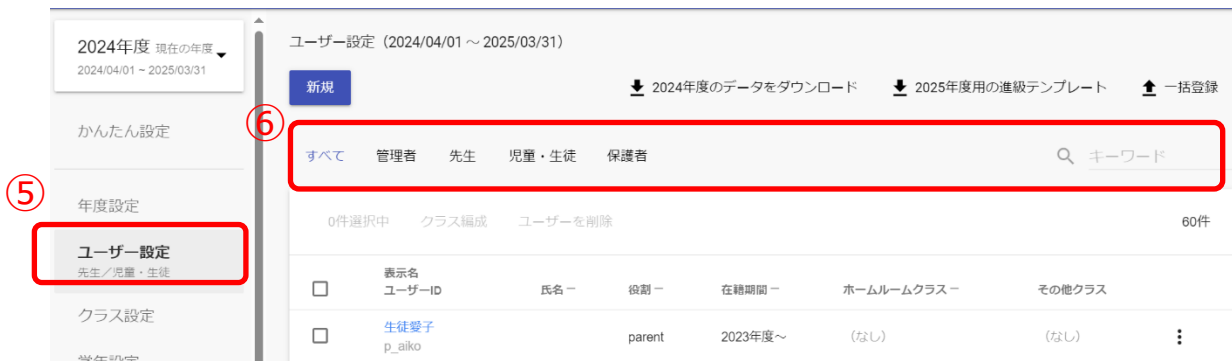 2024年度 現在の年度
2024/04/01 ~ 2025/03/31
かんたん設定
⑤
年度設定
ユーザー設定
先生／児童・生徒
クラス設定
学年設定
ユーザー設定（2024/04/01 ～ 2025/03/31）
新規 2024年度のデータをダウンロード 2025年度用の進級テンプレート 一括登録
⑥
すべて 管理者 先生 児童・生徒 保護者 キーワード
0件選択中 クラス編成 ユーザーを削除 60件
表示名
ユーザーID 氏名 ー 役割 ー 在籍期間 ー ホームルームクラス ー その他クラス
生徒愛子
p_aiko parent 2023年度～ （なし） （なし）